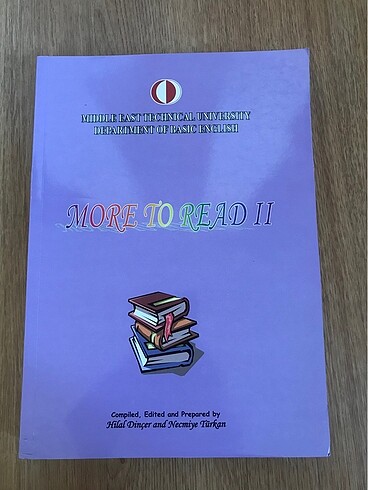 MIDDLE EAST TECHNICAL UNIVERSITY
DEPARTMENT OF BASIC ENGLISH
MORE TO READ II
Compiled, Edited and Prepared by
Hilal Dinçer and Necmiye Türkan